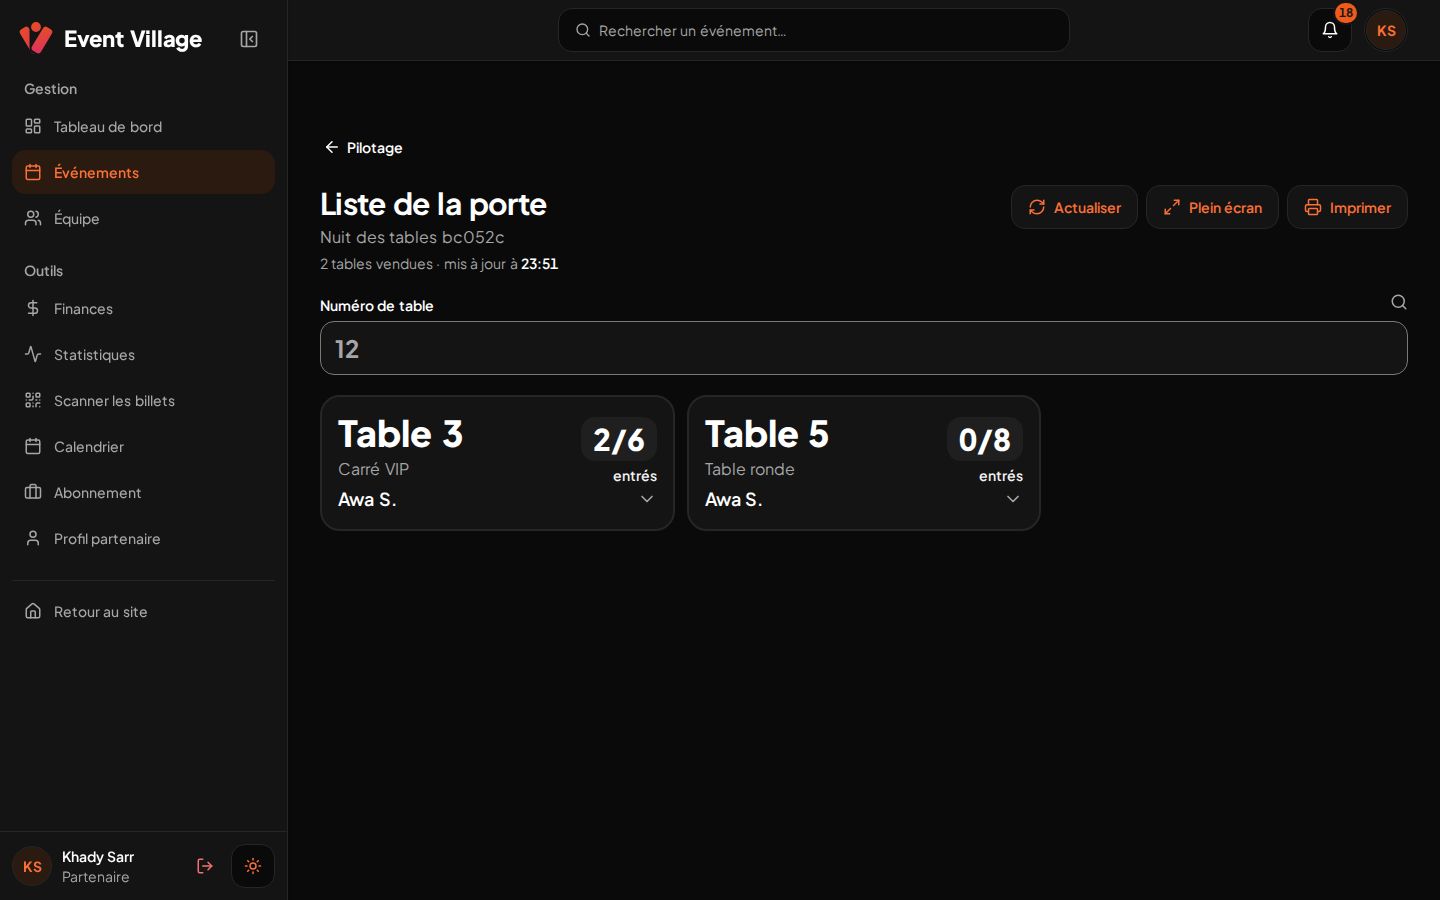 Event Village
Gestion
Tableau de bord
Événements
Équipe
Outils
Finances
Statistiques
Scanner les billets
Calendrier
Abonnement
Profil partenaire
Retour au site
KS
Khady Sarr
Partenaire
Rechercher un événement...
18
KS
Pilotage
Liste de la porte
Nuit des tables bc052c
2 tables vendues · mis à jour à 23:51
Actualiser
Plein écran
Imprimer
Numéro de table
12
Table 3
2/6
Carré VIP
entrés
Awa S.
Table 5
0/8
Table ronde
entrés
Awa S.